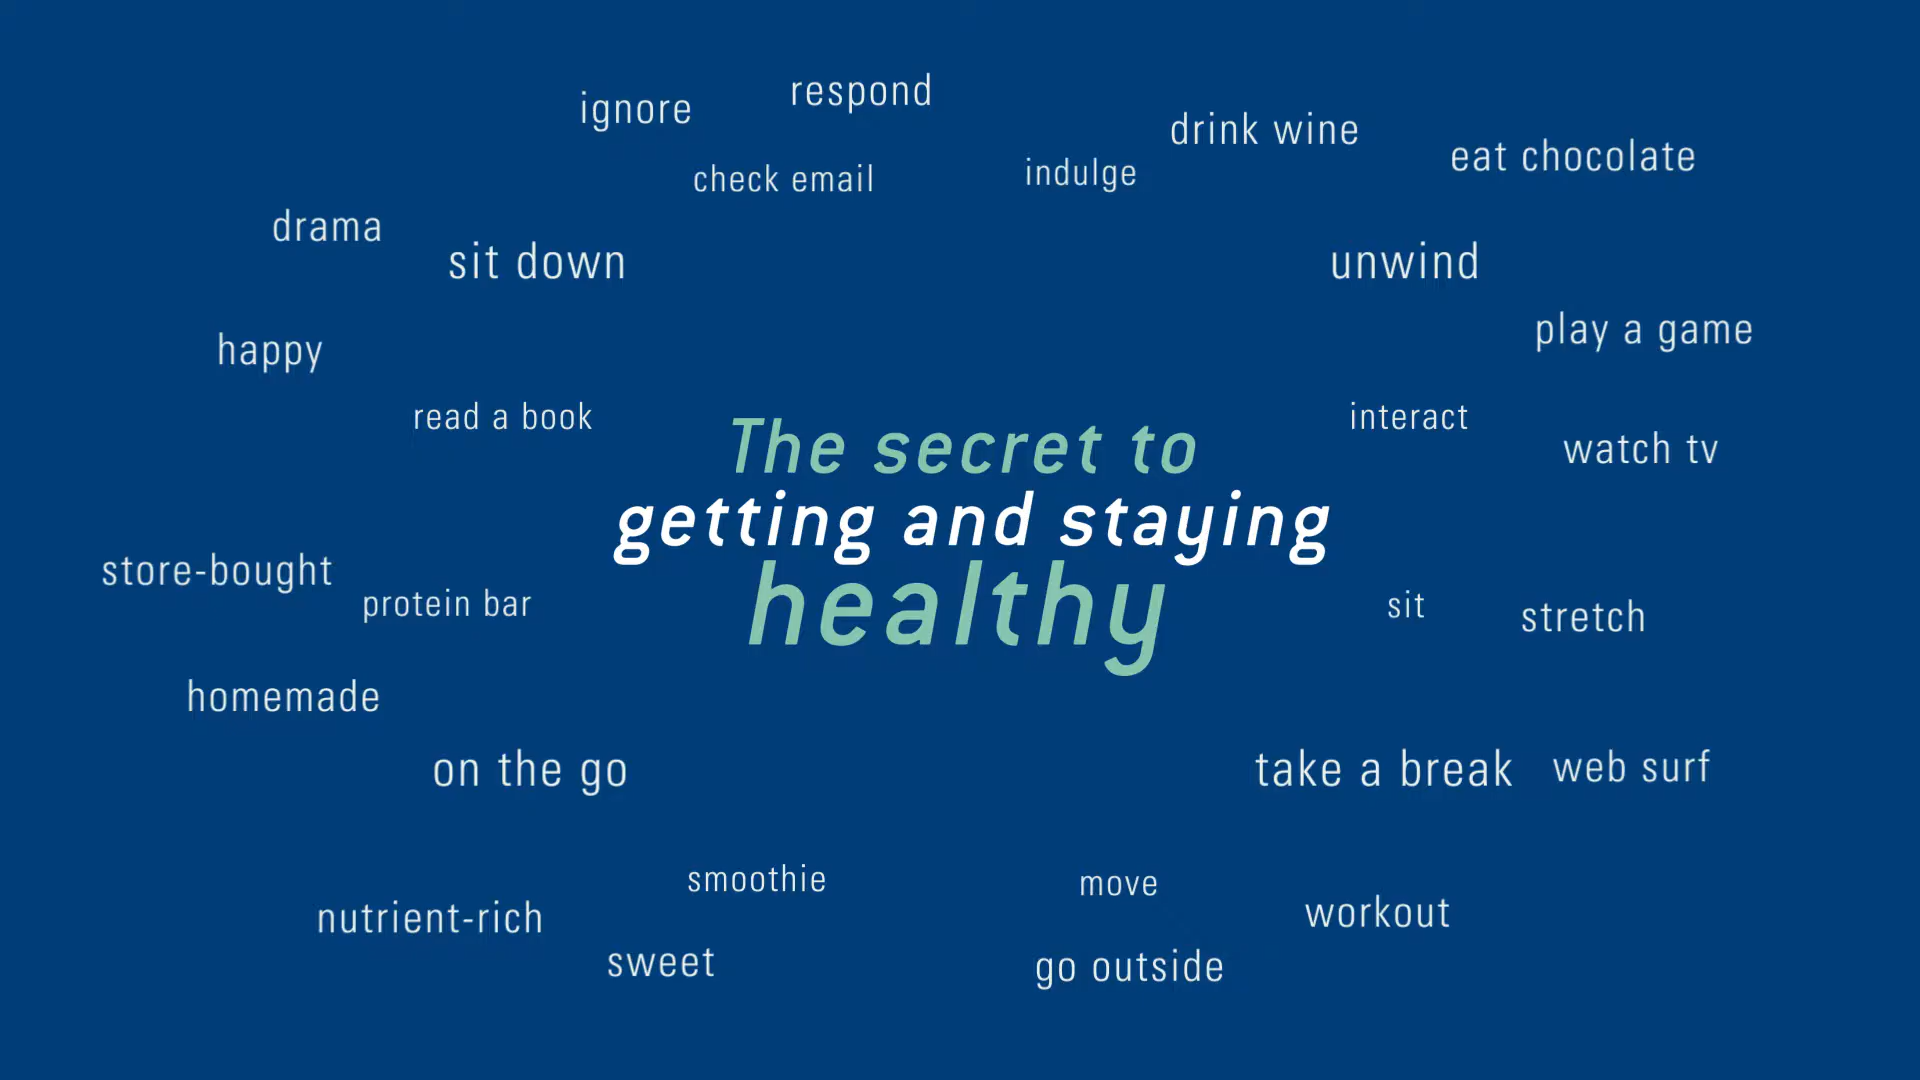 respond
ignore
drink wine
eat chocolate
indulge
check email
drama
sit down
unwind
play a game
happy
read a book
interact
watch tv
The secret to
getting and staying
healthy
store-bought
protein bar
sit
stretch
homemade
on the go
take a break
web surf
smoothie
move
nutrient-rich
workout
sweet
go outside